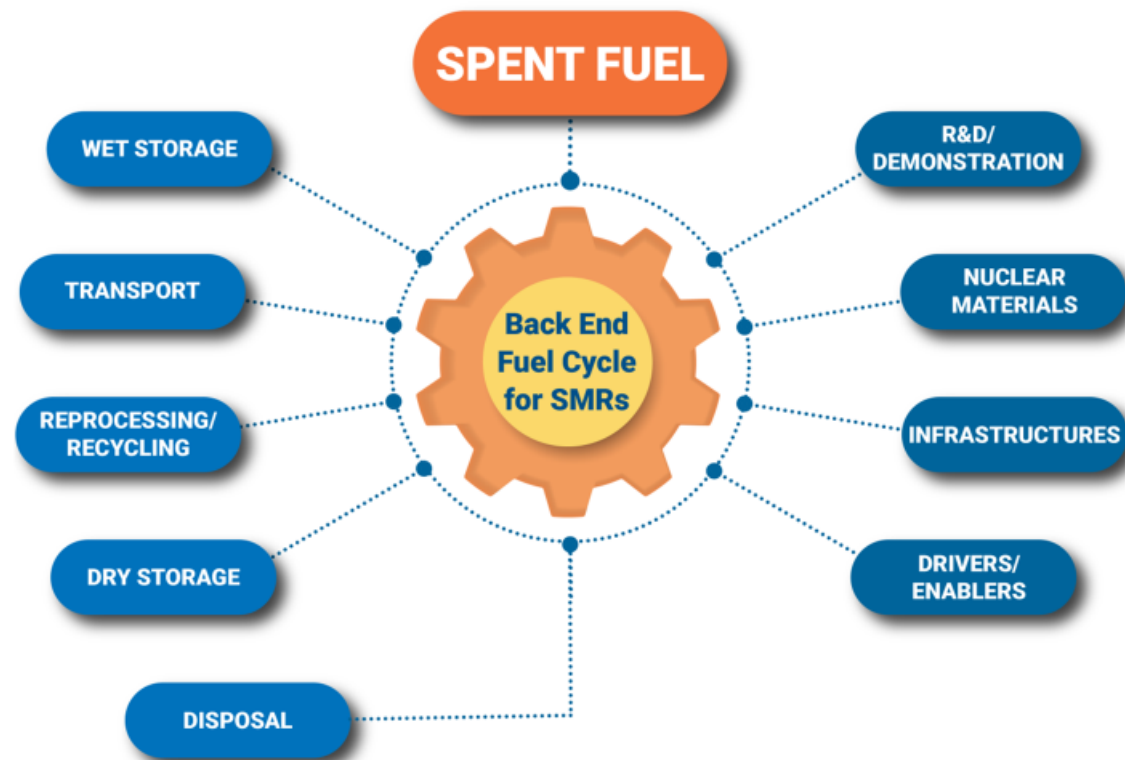 SPENT FUEL
WET STORAGE
TRANSPORT
REPROCESSING/
RECYCLING
DRY STORAGE
DISPOSAL
Back End
Fuel Cycle
for SMRs
R&D/
DEMONSTRATION
NUCLEAR
MATERIALS
INFRASTRUCTURES
DRIVERS/
ENABLERS